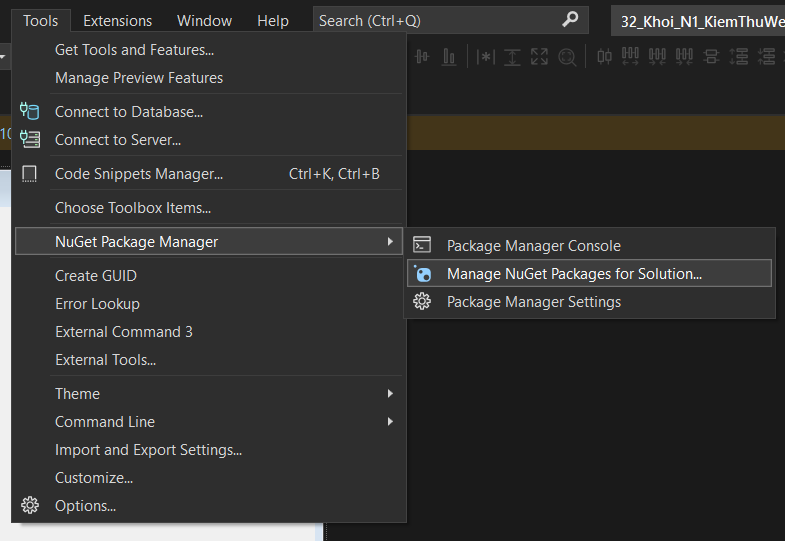 Tools Extensions Window Help Search (Ctrl+Q) 32_Khoi_N1_KiemThuWe
Get Tools and Features...
Manage Preview Features
Connect to Database...
10
Connect to Server...
Code Snippets Manager... Ctrl+K, Ctrl+B
Choose Toolbox Items...
NuGet Package Manager
Package Manager Console
Manage NuGet Packages for Solution...
Package Manager Settings
Create GUID
Error Lookup
External Command 3
External Tools...
Theme
Command Line
Import and Export Settings...
Customize...
Options...